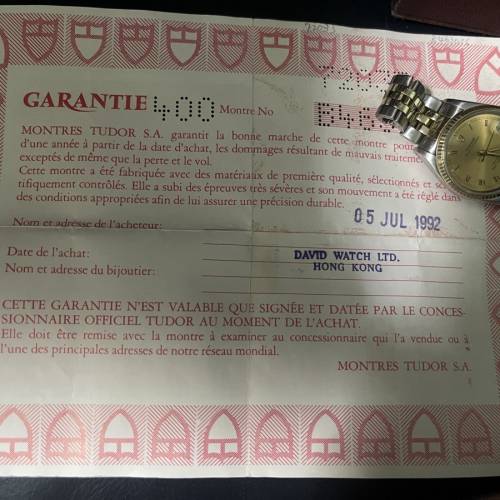 GARANTIE 400 Montre No
MONTRES TUDOR S.A. garantit la bonne marche de cette montre
d'une année à partir de la date d'achat, les dommages résultant de mauvais
exceptés de même que la perte et le vol.
Cette montre a été fabriquée avec des matériaux de première qualité, sélectionnés et
tifiquement contrôlés. Elle a subi des épreuves très sévères et son mouvement a été réglé dans
des conditions appropriées afin de lui assurer une précision durable.
05 JUL 1992
Nom et adresse de l'acheteur:
Date de l'achat:
DAVID WATCH LTD.
Nom et adresse du bijoutier:
HONG KONG
CETTE GARANTIE N'EST VALABLE QUE SIGNÉE ET DATÉE PAR LE CONCES-
SIONNAIRE OFFICIEL TUDOR AU MOMENT DE L'ACHAT.
Elle doit être remise avec la montre à examiner au concessionnaire qui l'a vendue ou à
l'une des principales adresses de notre réseau mondial.
MONTRES TUDOR S.A.